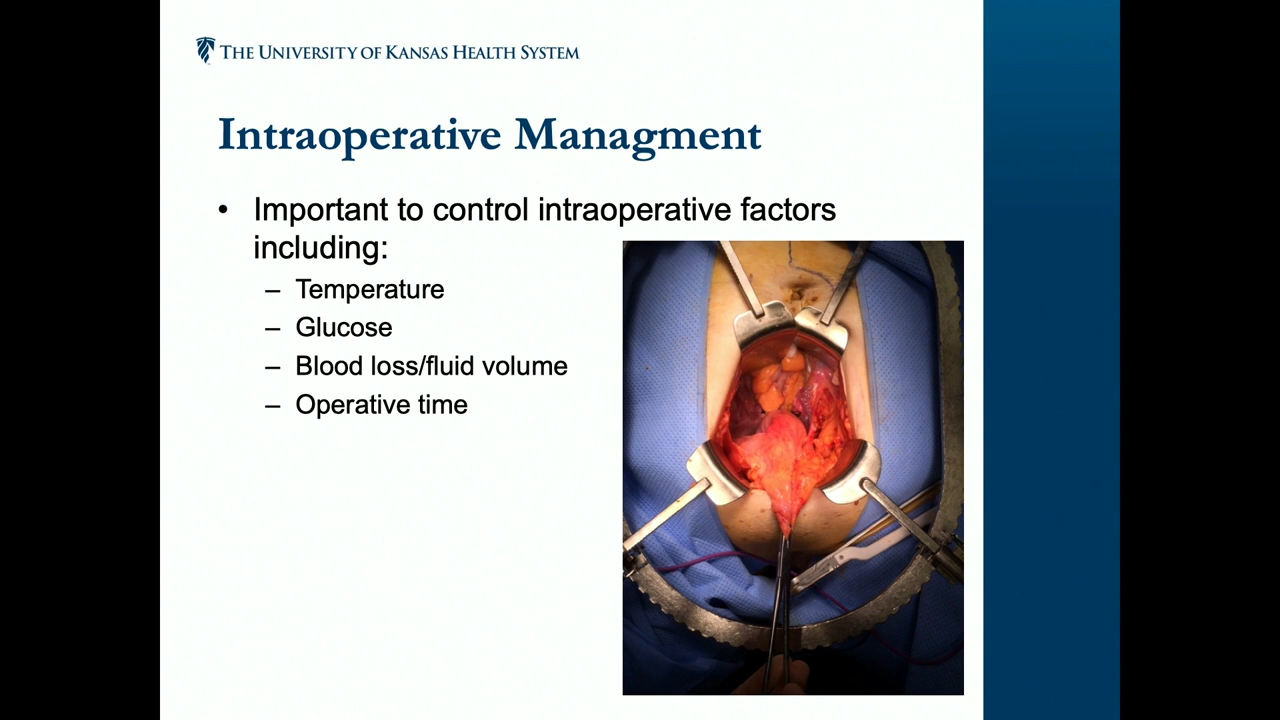 THE UNIVERSITY OF KANSAS HEALTH SYSTEM
Intraoperative Managment
• Important to control intraoperative factors
including:
– Temperature
– Glucose
– Blood loss/fluid volume
– Operative time